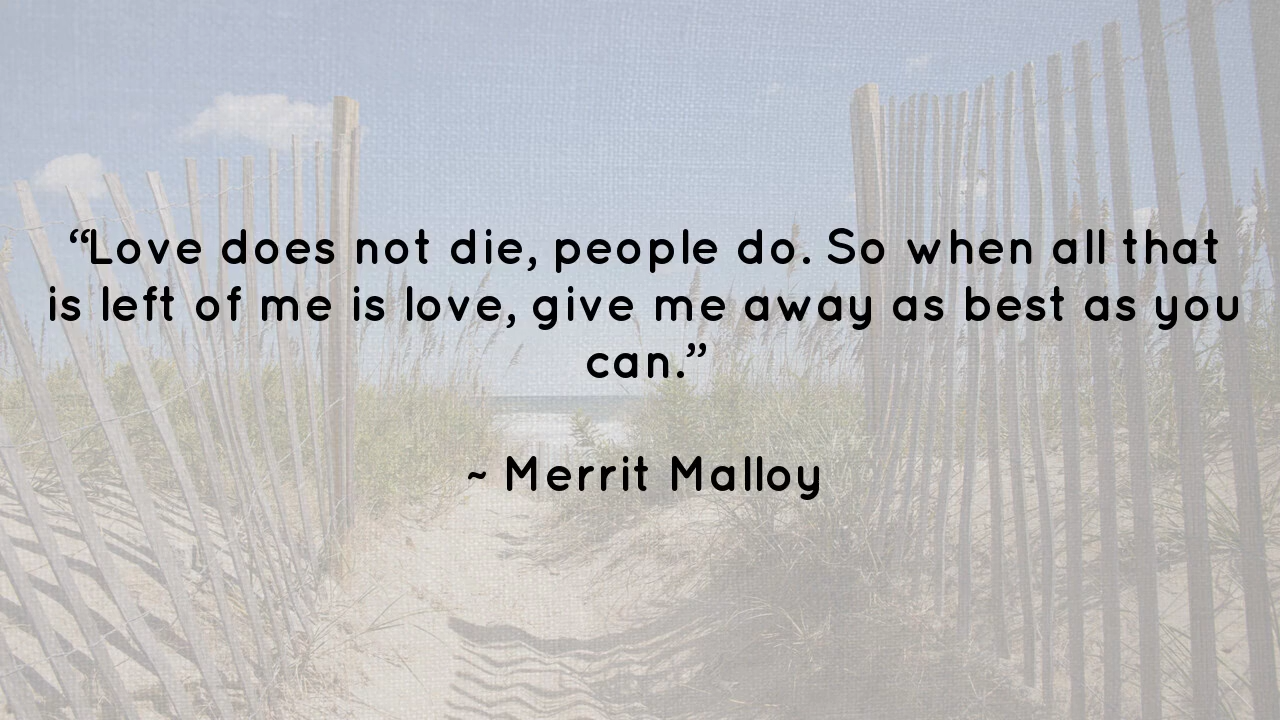 “Love does not die, people do. So when all that
is left of me is love, give me away as best as you
can.”
~ Merrit Malloy